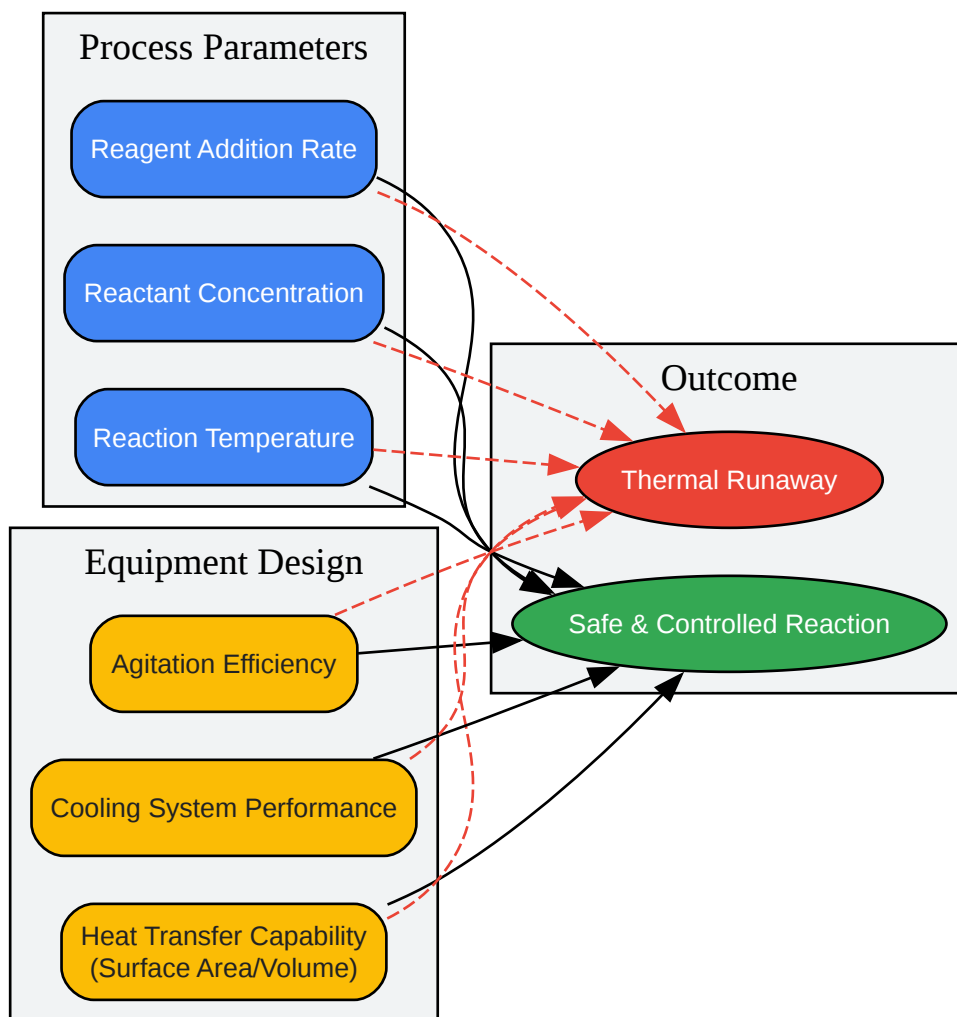 Process Parameters
Reagent Addition Rate
Reactant Concentration
Reaction Temperature
Equipment Design
Agitation Efficiency
Cooling System Performance
Heat Transfer Capability
(Surface Area/Volume)
Outcome
Thermal Runaway
Safe & Controlled Reaction